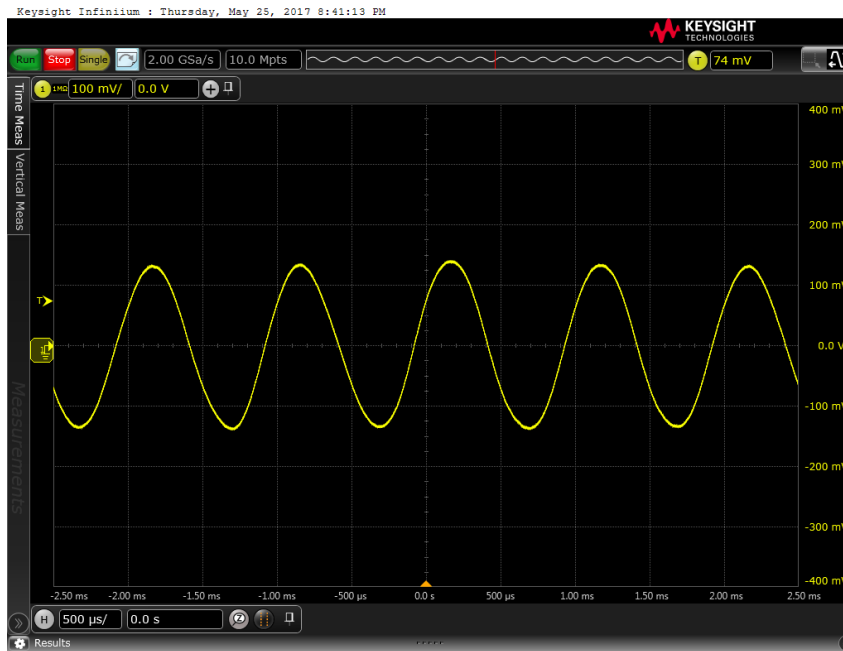 Keysight Infiniium : Thursday, May 25, 2017 8:41:13 PM
KEYSIGHT
TECHNOLOGIES
Run Stop Single 2.00 GSa/s 10.0 Mpts T 74 mV
1 1MΩ 100 mV/ 0.0 V
Time Meas
Vertical Meas
Measurements
400 mV
300 mV
200 mV
100 mV
0.0 V
-100 mV
-200 mV
-300 mV
-400 mV
T
1
-2.50 ms -2.00 ms -1.50 ms -1.00 ms -500 µs 0.0 s 500 µs 1.00 ms 1.50 ms 2.00 ms 2.50 ms
H 500 µs/ 0.0 s Z
Results